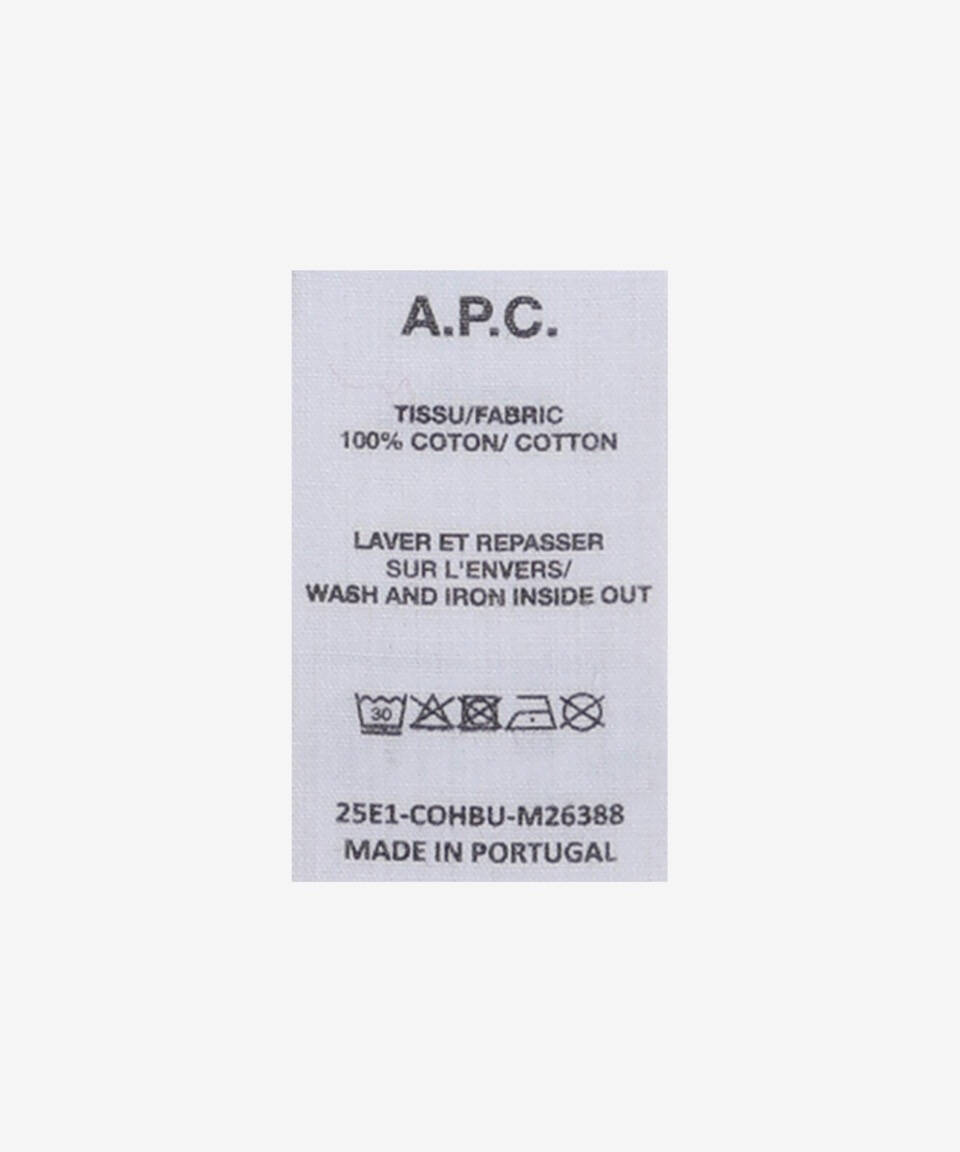 A.P.C.
TISSU/FABRIC
100% COTON/ COTTON
LAVER ET REPASSER
SUR L'ENVERS/
WASH AND IRON INSIDE OUT
30
25E1-COHBU-M26388
MADE IN PORTUGAL